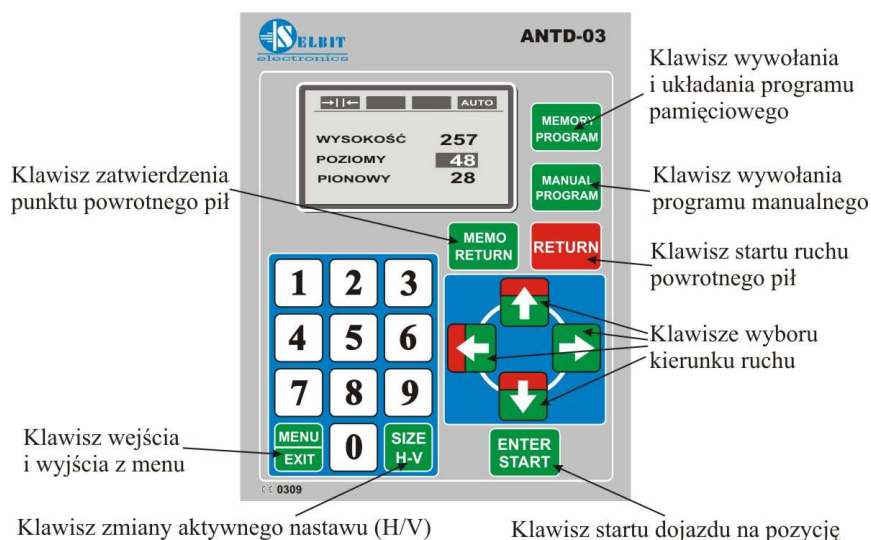 SELBIT
electronics
ANTD-03
Klawisz wywołania
i układania programu
pamięciowego
→||← AUTO
WYSOKOŚĆ 257
POZIOMY 48
PIONOWY 28
MEMORY
PROGRAM
MANUAL
PROGRAM
Klawisz wywołania
programu manualnego
Klawisz zatwierdzenia
punktu powrotnego pił
MEMO
RETURN
RETURN
Klawisz startu ruchu
powrotnego pił
1 2 3
4 5 6
7 8 9
MENU
EXIT
0
SIZE
H-V
Klawisze wyboru
kierunku ruchu
ENTER
START
Klawisz wejścia
i wyjścia z menu
CE 0309
Klawisz zmiany aktywnego nastawu (H/V)
Klawisz startu dojazdu na pozycję